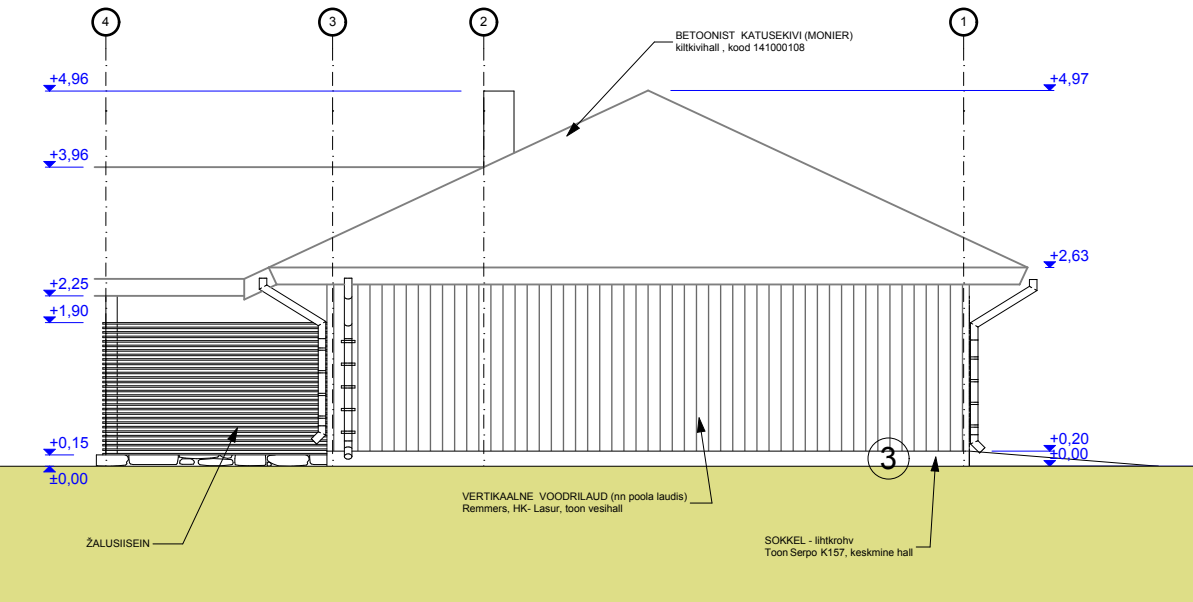 4
3
2
1
BETOONIST KATUSEKIVI (MONIER)
kiltkivihall , kood 141000108
+4,96
+4,97
+3,96
+2,63
+2,25
+1,90
+0,15
±0,00
+0,20
±0,00
3
VERTIKAALNE VOODRILAUD (nn poola laudis)
Remmers, HK- Lasur, toon vesihall
ŽALUSIISEIN
SOKKEL - lihtkrohv
Toon Serpo K157, keskmine hall